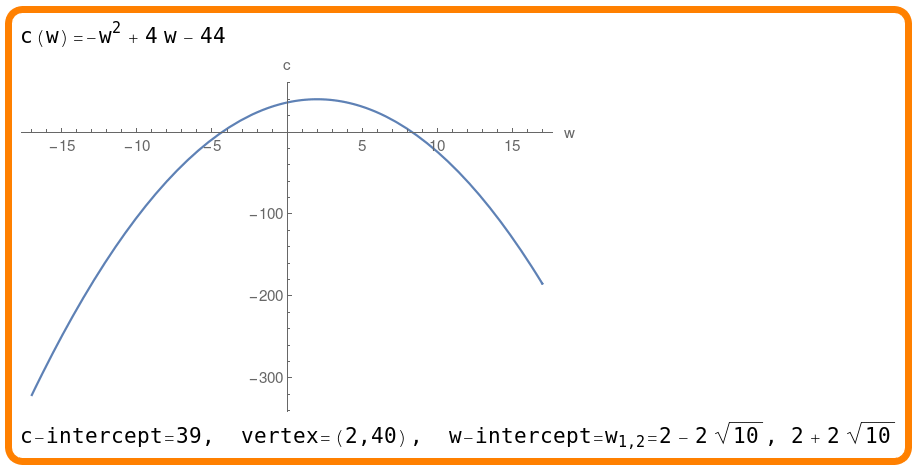 c(w)=-w² + 4 w - 44
c
w
-15 -10 -5 5 10 15
-100
-200
-300
c-intercept=39, vertex=(2,40), w-intercept=w₁,₂=2 - 2 √10, 2 + 2 √10